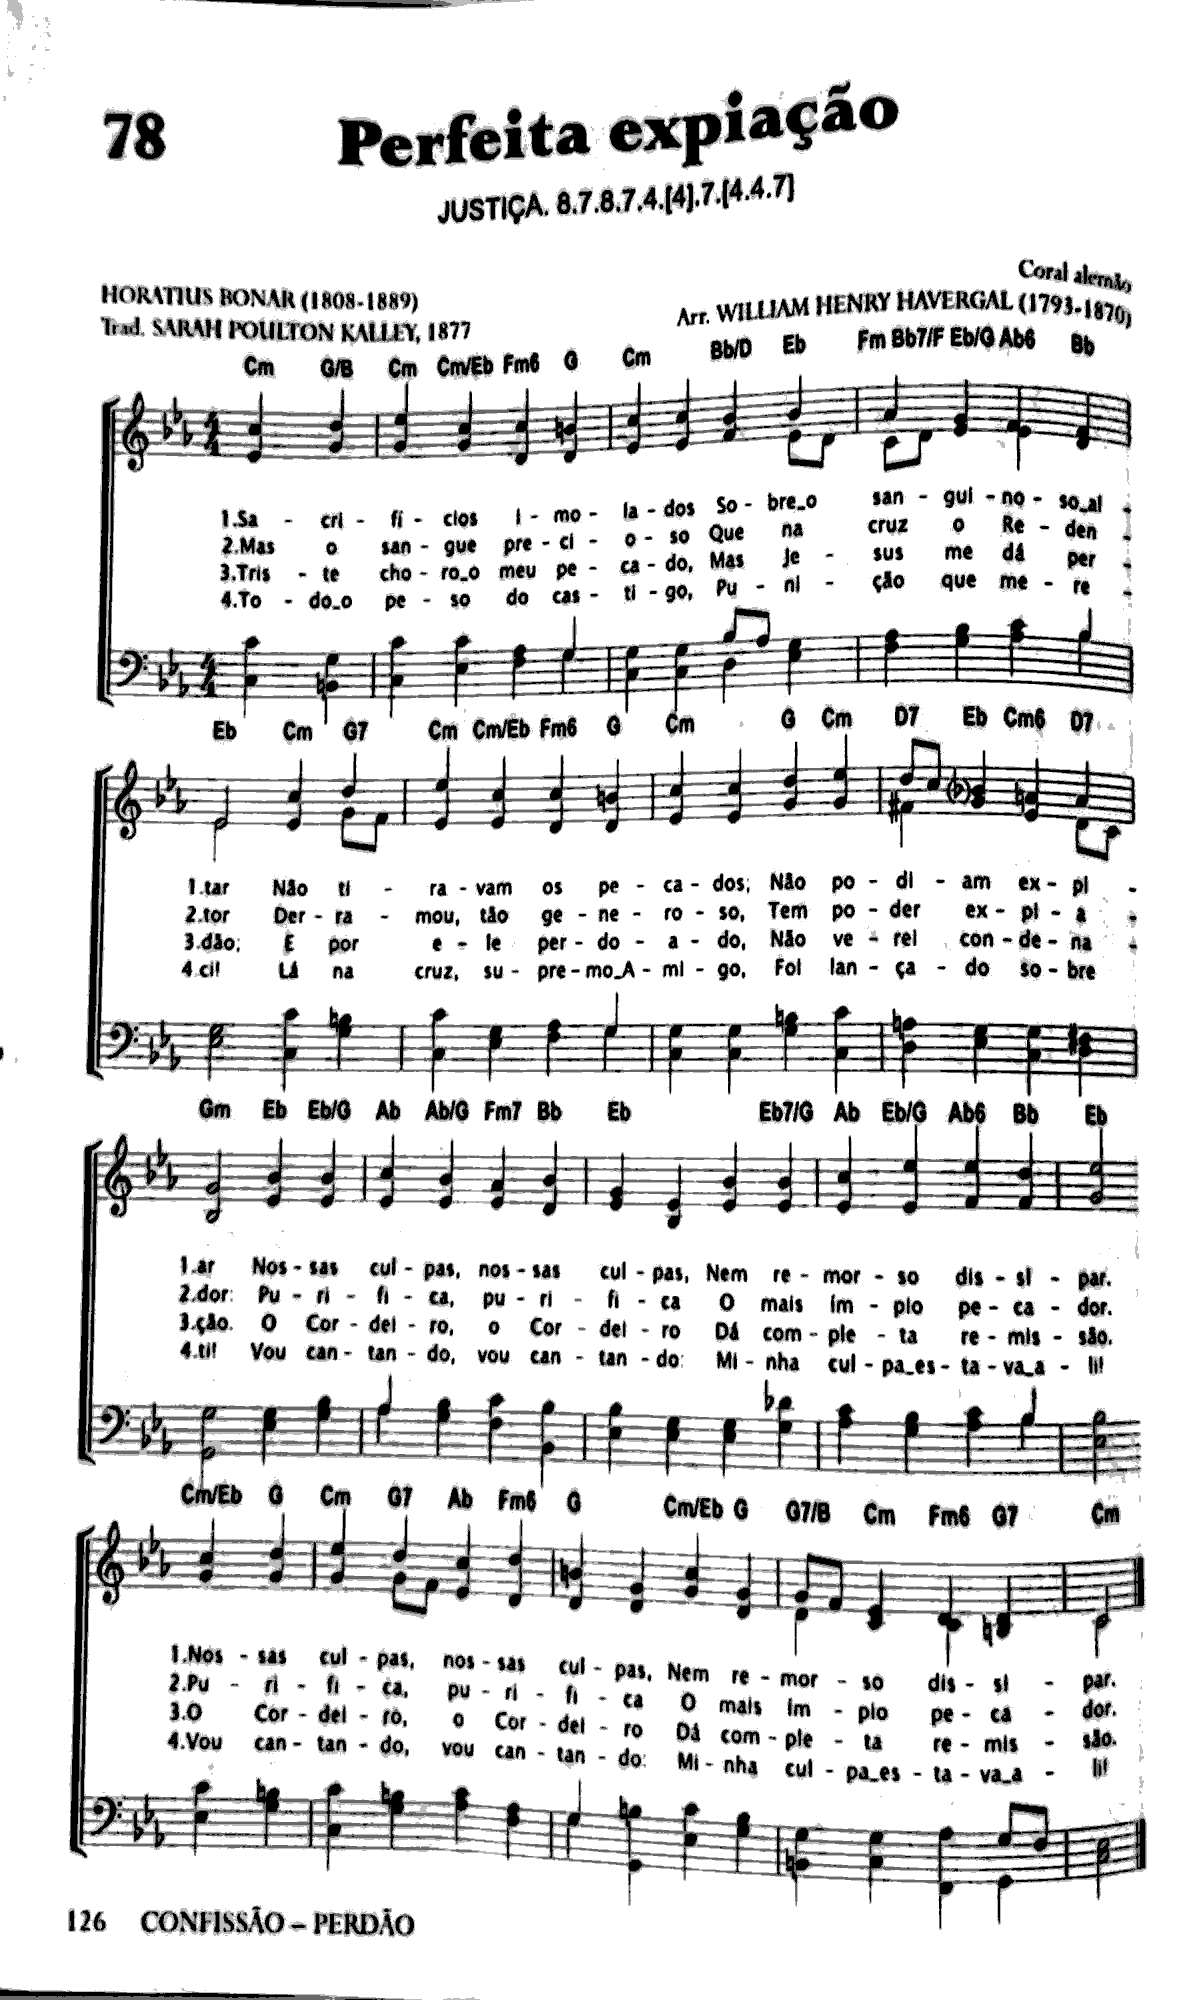 78
Perfeita expiação
JUSTIÇA. 8.7.8.7.4.[4].7.[4.4.7]
Coral alemão
HORATIUS BONAR (1808-1889)
Arr. WILLIAM HENRY HAVERGAL (1793-1870)
Trad. SARAH POULTON KALLEY, 1877
Cm G/B Cm Cm/Eb Fm6 G Cm Bb/D Eb Fm Bb7/F Eb/G Ab6 Bb
1.Sa - cri - fí - cios i - mo - la - dos So - bre_o san - gui - no - so_al -
2.Mas o san - gue pre - ci - o - so Que na cruz o Re - den -
3.Tris - te cho - ro_o meu pe - ca - do, Mas Je - sus me dá per -
4.To - do_o pe - so do cas - ti - go, Pu - ni - ção que me - re -
Eb Cm G7 Cm Cm/Eb Fm6 G Cm G Cm D7 Eb Cm6 D7
1.tar Não ti - ra - vam os pe - ca - dos; Não po - di - am ex - pi -
2.tor Der - ra - mou, tão ge - ne - ro - so, Tem po - der ex - pi - a -
3.dão; E por e - le per - do - a - do, Não ve - rei con - de - na -
4.ci! Lá na cruz, su - pre - mo_A - mi - go, Foi lan - ça - do so - bre
Gm Eb Eb/G Ab Ab/G Fm7 Bb Eb Eb7/G Ab Eb/G Ab6 Bb Eb
1.ar Nos - sas cul - pas, nos - sas cul - pas, Nem re - mor - so dis - si - par.
2.dor: Pu - ri - fi - ca, pu - ri - fi - ca O mais ím - pio pe - ca - dor.
3.ção. O Cor - dei - ro, o Cor - dei - ro Dá com - ple - ta re - mis - são.
4.ti! Vou can - tan - do, vou can - tan - do: Mi - nha cul - pa_es - ta - va_a - li!
Cm/Eb G Cm G7 Ab Fm6 G Cm/Eb G G7/B Cm Fm6 G7 Cm
1.Nos - sas cul - pas, nos - sas cul - pas, Nem re - mor - so dis - si - par.
2.Pu - ri - fi - ca, pu - ri - fi - ca O mais ím - pio pe - ca - dor.
3.O Cor - dei - ro, o Cor - dei - ro Dá com - ple - ta re - mis - são.
4.Vou can - tan - do, vou can - tan - do: Mi - nha cul - pa_es - ta - va_a - li!
126 CONFISSÃO – PERDÃO